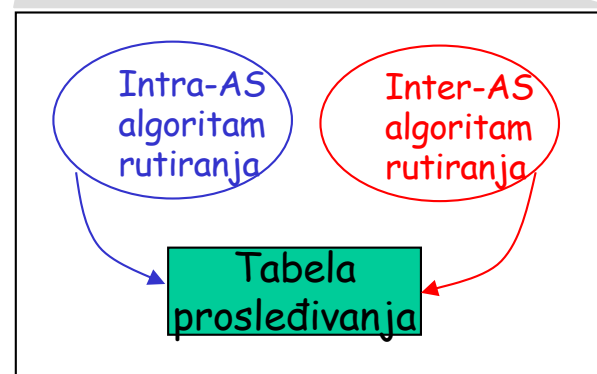 Intra-AS
algoritam
rutiranja
Inter-AS
algoritam
rutiranja
Tabela
prosleđivanja